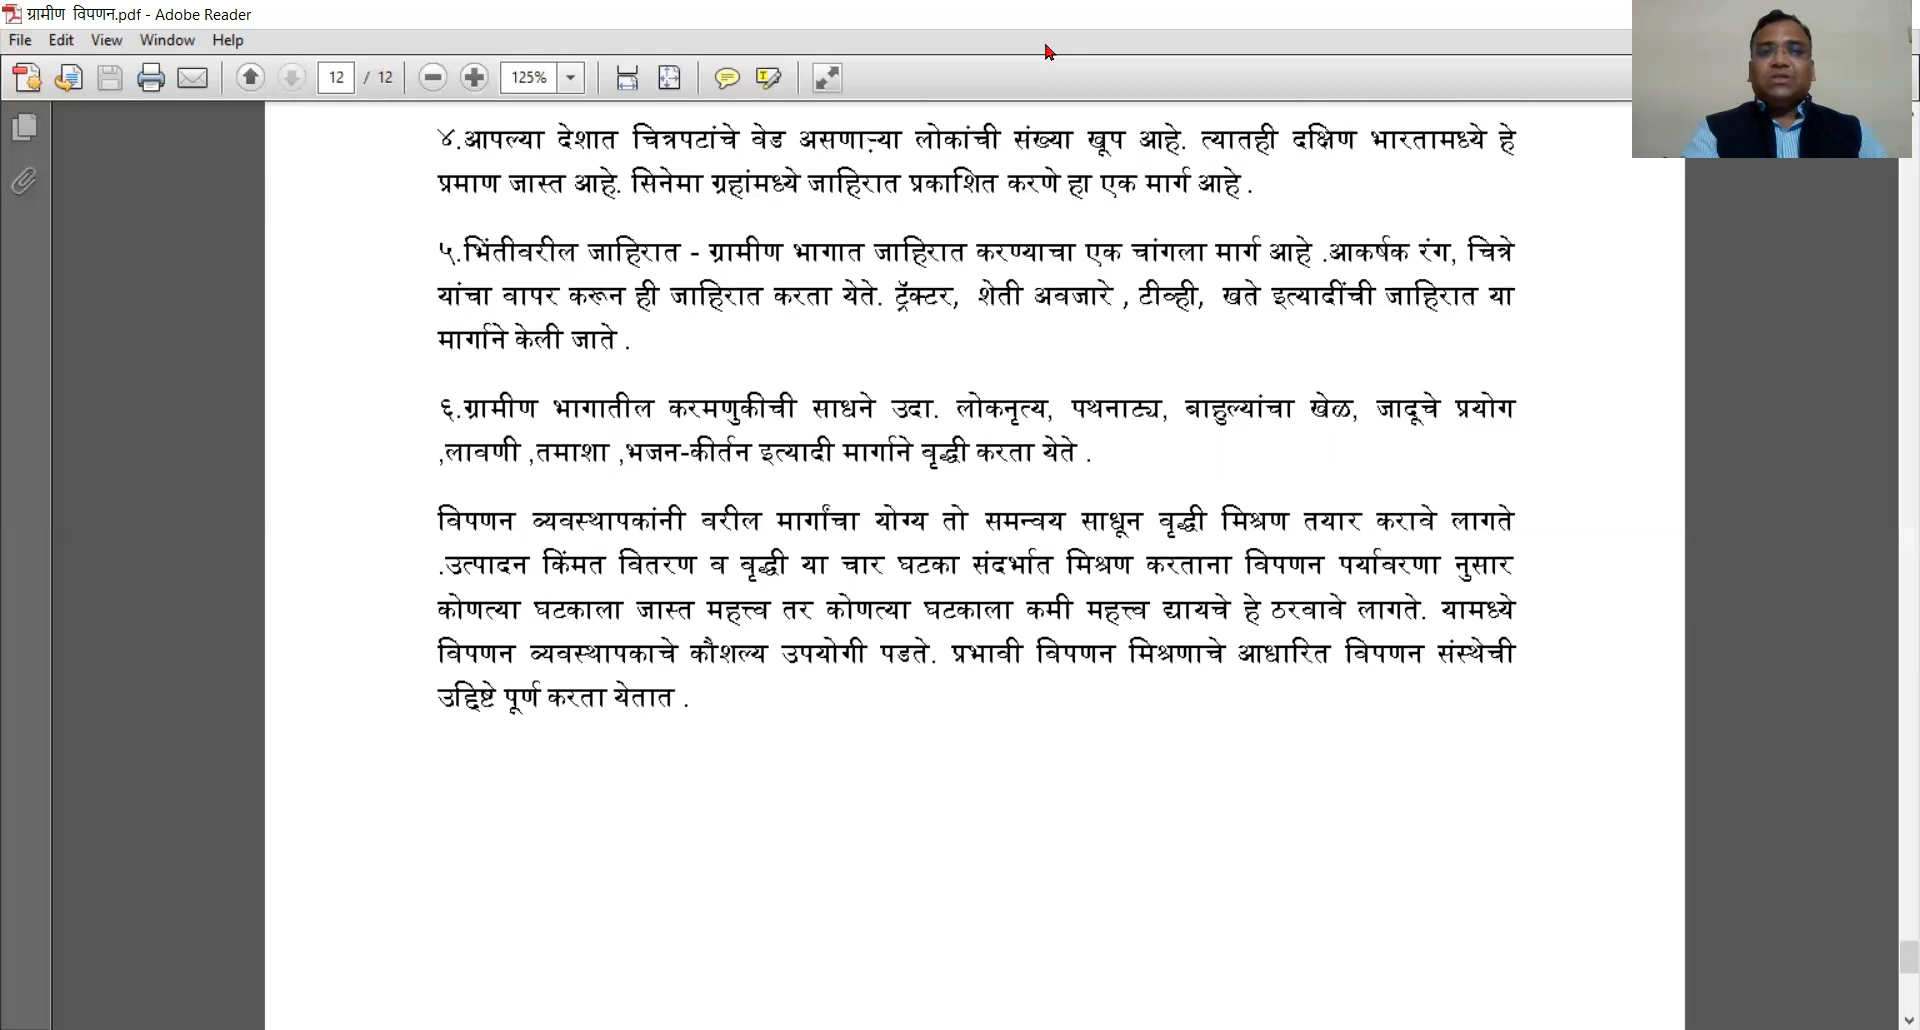 ग्रामीण विपणन.pdf - Adobe Reader
File Edit View Window Help
12 / 12 125%
४.आपल्या देशात चित्रपटांचे वेड असणाऱ्या लोकांची संख्या खूप आहे. त्यातही दक्षिण भारतामध्ये हे
प्रमाण जास्त आहे. सिनेमा ग्रहांमध्ये जाहिरात प्रकाशित करणे हा एक मार्ग आहे .
५.भिंतीवरील जाहिरात - ग्रामीण भागात जाहिरात करण्याचा एक चांगला मार्ग आहे .आकर्षक रंग, चित्रे
यांचा वापर करून ही जाहिरात करता येते. ट्रॅक्टर, शेती अवजारे , टीव्ही, खते इत्यादींची जाहिरात या
मार्गाने केली जाते .
६.ग्रामीण भागातील करमणुकीची साधने उदा. लोकनृत्य, पथनाट्य, बाहुल्यांचा खेळ, जादूचे प्रयोग
,लावणी ,तमाशा ,भजन-कीर्तन इत्यादी मार्गाने वृद्धी करता येते .
विपणन व्यवस्थापकांनी वरील मार्गांचा योग्य तो समन्वय साधून वृद्धी मिश्रण तयार करावे लागते
.उत्पादन किंमत वितरण व वृद्धी या चार घटका संदर्भात मिश्रण करताना विपणन पर्यावरणा नुसार
कोणत्या घटकाला जास्त महत्त्व तर कोणत्या घटकाला कमी महत्त्व द्यायचे हे ठरवावे लागते. यामध्ये
विपणन व्यवस्थापकाचे कौशल्य उपयोगी पडते. प्रभावी विपणन मिश्रणाचे आधारित विपणन संस्थेची
उद्दिष्टे पूर्ण करता येतात .